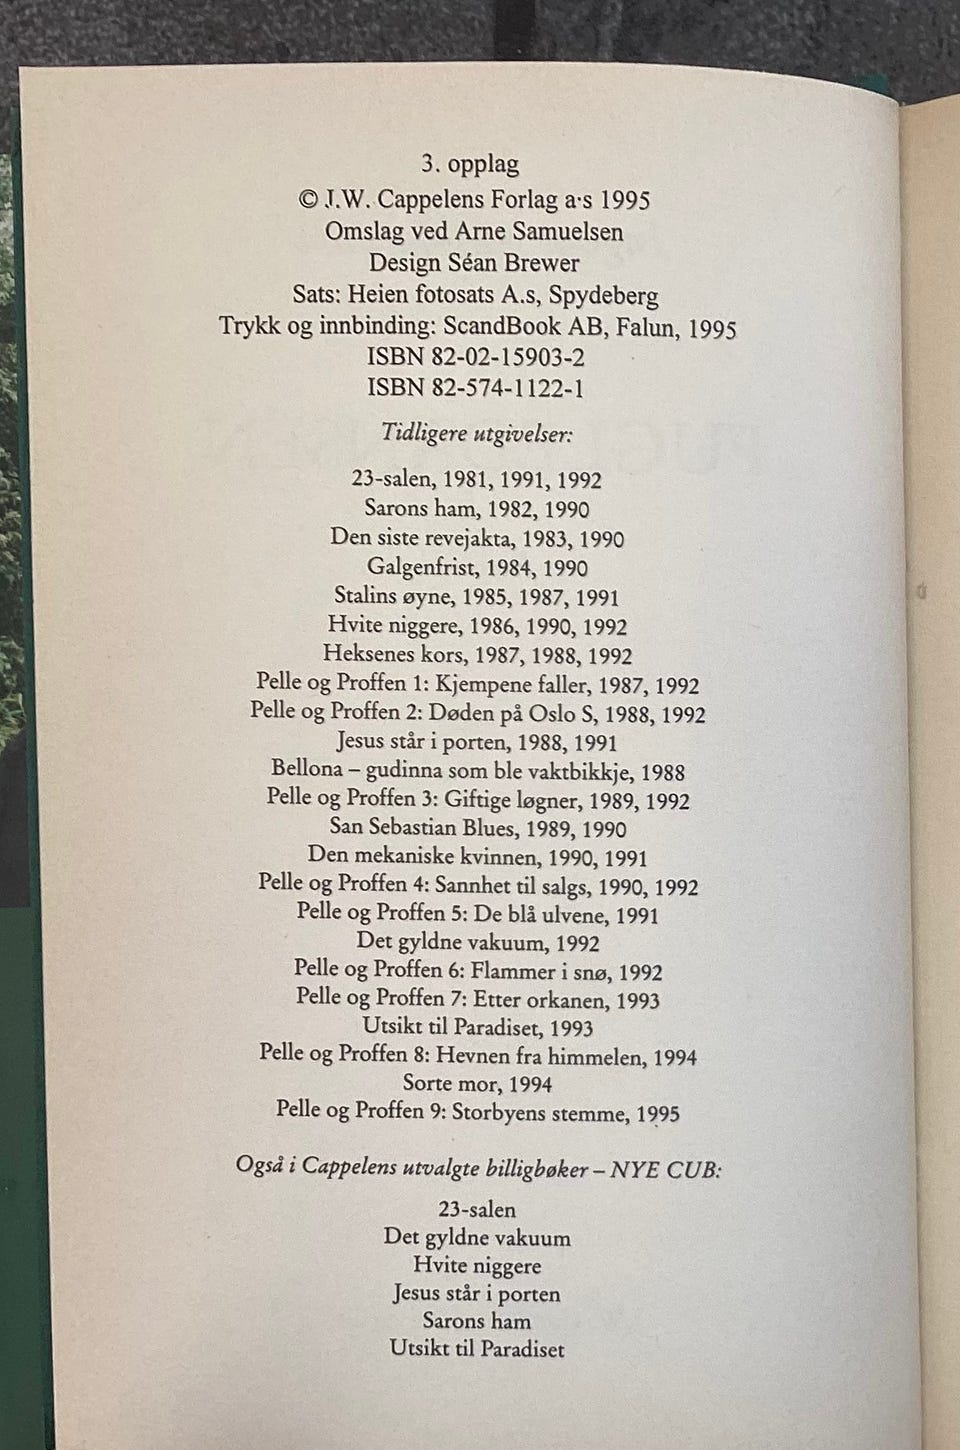 3. opplag
© J.W. Cappelens Forlag a·s 1995
Omslag ved Arne Samuelsen
Design Séan Brewer
Sats: Heien fotosats A.s, Spydeberg
Trykk og innbinding: ScandBook AB, Falun, 1995
ISBN 82-02-15903-2
ISBN 82-574-1122-1
Tidligere utgivelser:
23-salen, 1981, 1991, 1992
Sarons ham, 1982, 1990
Den siste revejakta, 1983, 1990
Galgenfrist, 1984, 1990
Stalins øyne, 1985, 1987, 1991
Hvite niggere, 1986, 1990, 1992
Heksenes kors, 1987, 1988, 1992
Pelle og Proffen 1: Kjempene faller, 1987, 1992
Pelle og Proffen 2: Døden på Oslo S, 1988, 1992
Jesus står i porten, 1988, 1991
Bellona – gudinna som ble vaktbikkje, 1988
Pelle og Proffen 3: Giftige løgner, 1989, 1992
San Sebastian Blues, 1989, 1990
Den mekaniske kvinnen, 1990, 1991
Pelle og Proffen 4: Sannhet til salgs, 1990, 1992
Pelle og Proffen 5: De blå ulvene, 1991
Det gyldne vakuum, 1992
Pelle og Proffen 6: Flammer i snø, 1992
Pelle og Proffen 7: Etter orkanen, 1993
Utsikt til Paradiset, 1993
Pelle og Proffen 8: Hevnen fra himmelen, 1994
Sorte mor, 1994
Pelle og Proffen 9: Storbyens stemme, 1995
Også i Cappelens utvalgte billigbøker – NYE CUB:
23-salen
Det gyldne vakuum
Hvite niggere
Jesus står i porten
Sarons ham
Utsikt til Paradiset